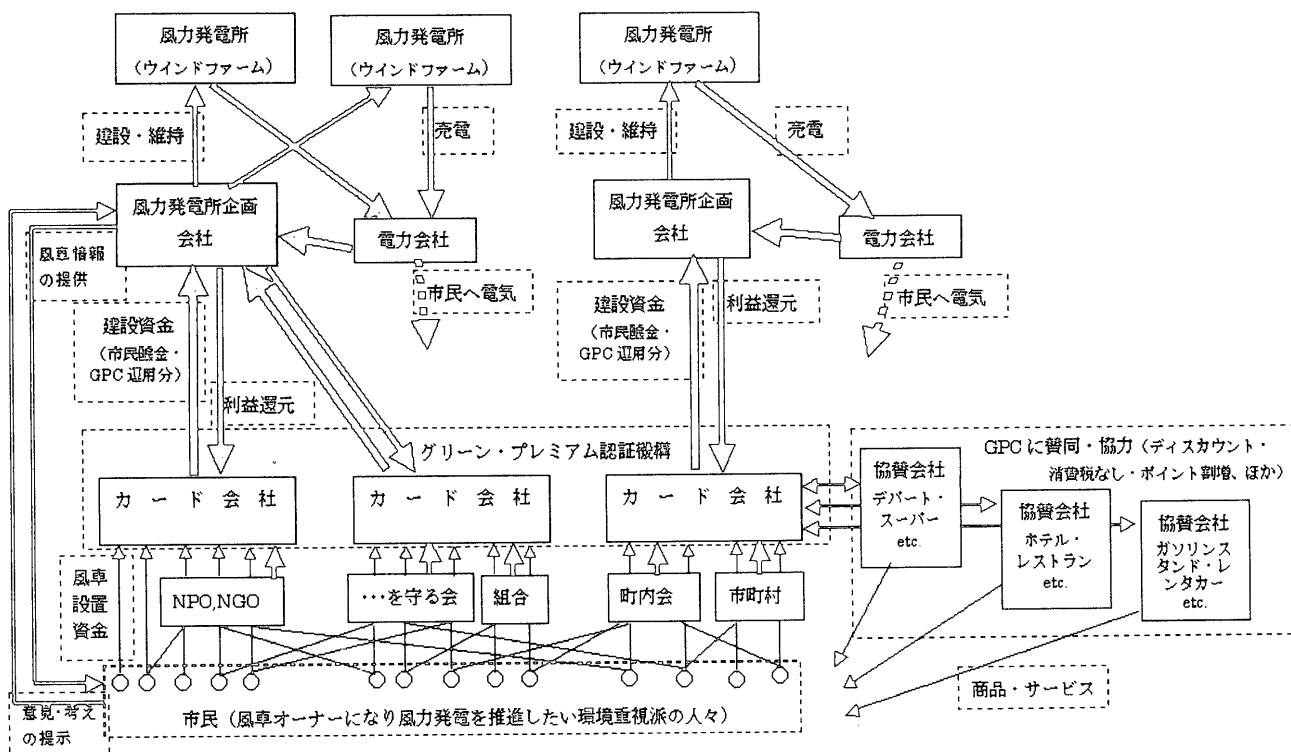 風力発電所
(ウインドファーム)
風力発電所
(ウインドファーム)
風力発電所
(ウインドファーム)
建設・維持
売電
建設・維持
売電
風力発電所企画
会社
電力会社
風力発電所企画
会社
電力会社
風車情報
の提供
市民へ電気
市民へ電気
建設資金
(市民醵金・
GPC運用分)
利益還元
建設資金
(市民醵金・
GPC運用分)
利益還元
グリーン・プレミアム認証機構
GPCに賛同・協力(ディスカウント・
消費税なし・ポイント割増、ほか)
カード会社
カード会社
カード会社
協賛会社
デパート・
スーパー
etc.
協賛会社
ホテル・
レストラン
etc.
協賛会社
ガソリンス
タンド・レ
ンタカー
etc.
風車
設置
資金
NPO,NGO
…を守る会
組合
町内会
市町村
商品・サービス
意見・考え
の提示
市民(風車オーナーになり風力発電を推進したい環境重視派の人々)